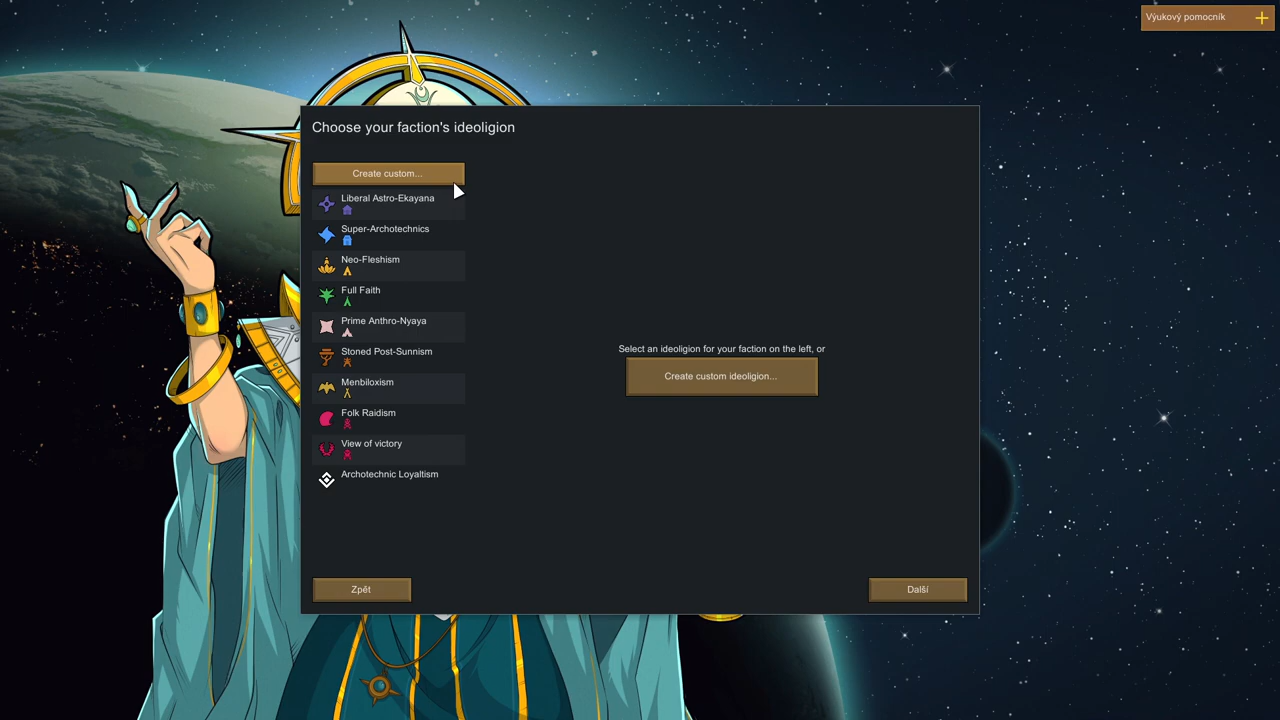 Výukový pomocník
Choose your faction's ideoligion
Create custom...
Liberal Astro-Ekayana
Super-Archotechnics
Neo-Fleshism
Full Faith
Prime Anthro-Nyaya
Stoned Post-Sunnism
Menbiloxism
Folk Raidism
View of victory
Archotechnic Loyaltism
Select an ideoligion for your faction on the left, or
Create custom ideoligion...
Zpět
Další